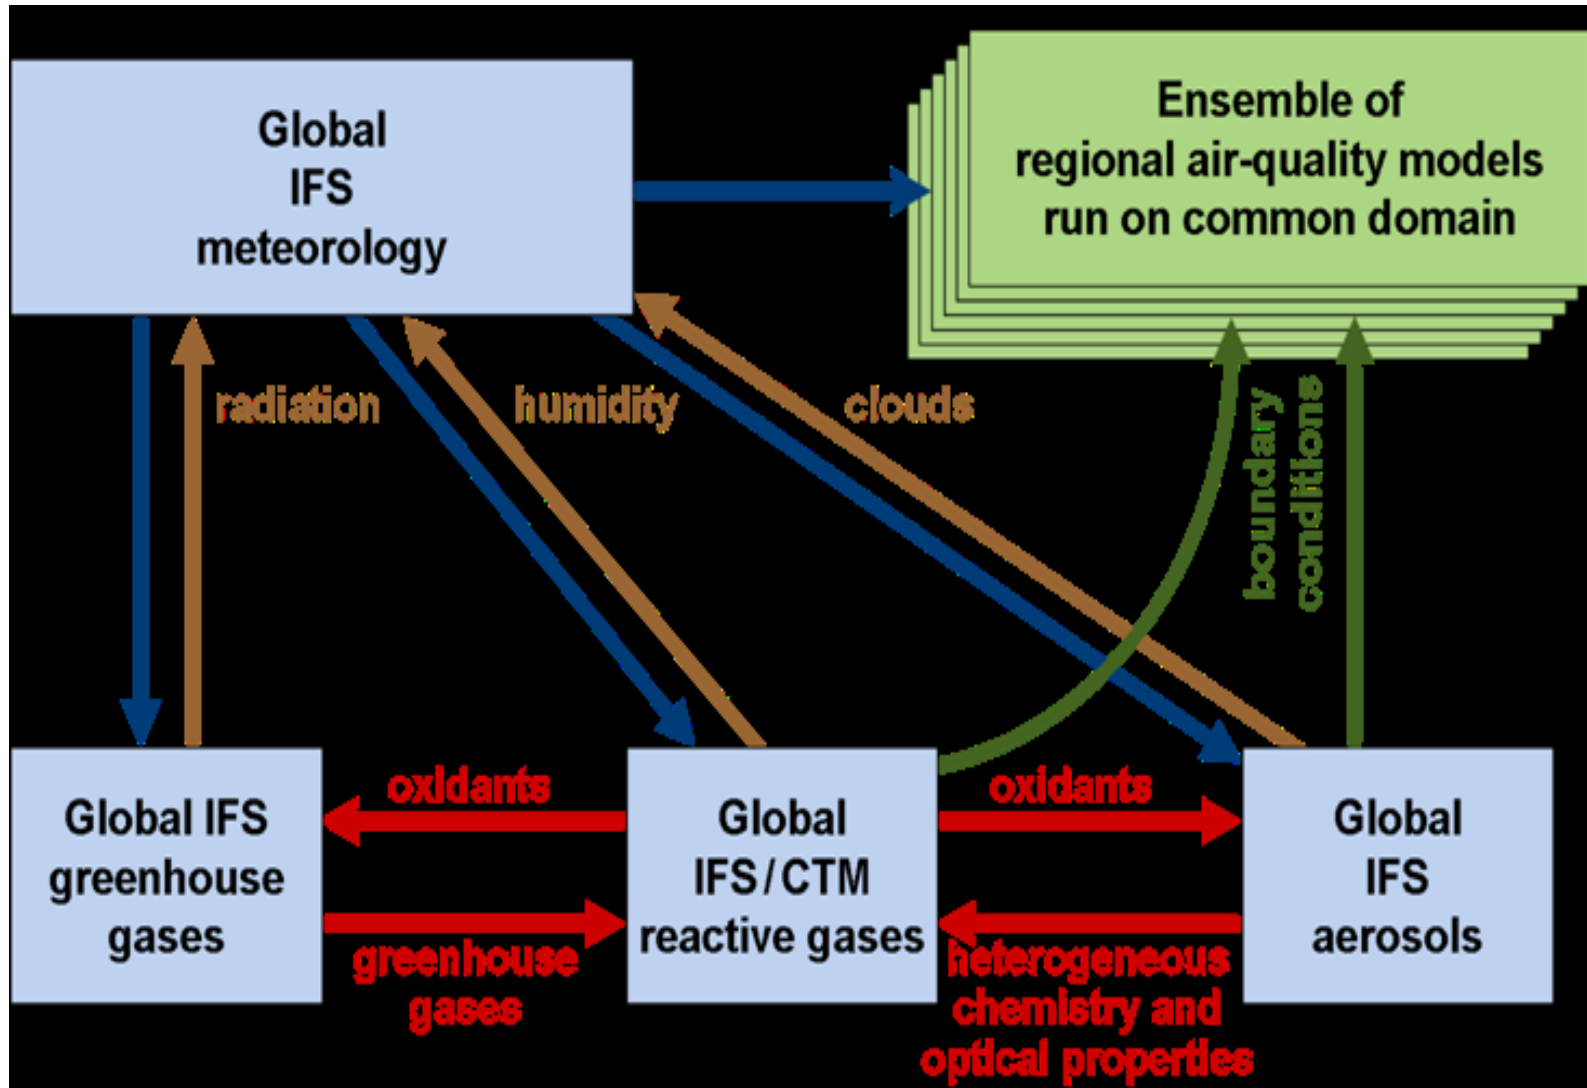 Global
IFS
meteorology
Ensemble of
regional air-quality models
run on common domain
radiation
humidity
clouds
boundary
conditions
oxidants
oxidants
Global IFS
greenhouse
gases
Global
IFS/CTM
reactive gases
Global
IFS
aerosols
greenhouse
gases
heterogeneous
chemistry and
optical properties